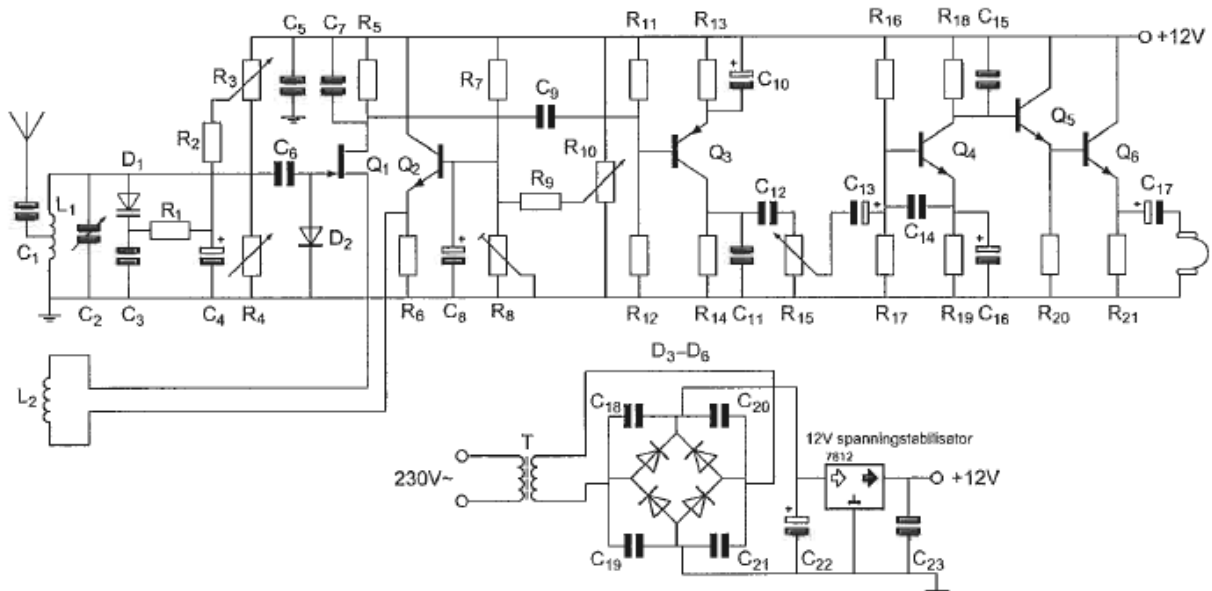 C5 C7 R5 R11 R13 R16 R18 C15
+12V
R3 R7 C9 + C10
R2 Q5
D1 C6 Q1 Q2 R10 Q3 Q4 Q6
R9 C12 C13 + C17
L1 R1 + D2 + C14 +
C1
C2 C3 C4 R4 R6 C8 R8 R12 R14 C11 R15 R17 R19 C16 R20 R21
D3–D6
L2
C18 C20
T 12V spanningstabilisator
7812
230V~ +12V
+
C19 C21 C22 C23